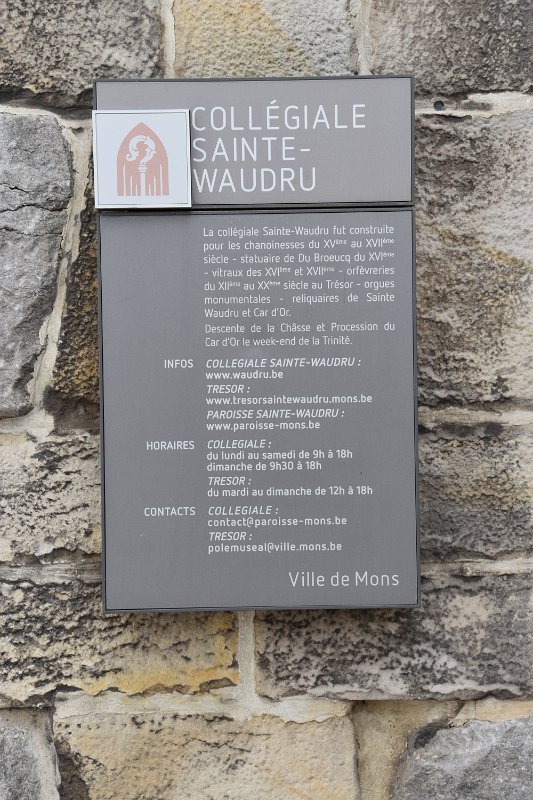 COLLÉGIALE
SAINTE-
WAUDRU
La collégiale Sainte-Waudru fut construite
pour les chanoinesses du XVème au XVIIème
siècle - statuaire de Du Broeucq du XVIème
- vitraux des XVIème et XVIIème - orfèvreries
du XIIème au XXème siècle au Trésor - orgues
monumentales - reliquaires de Sainte
Waudru et Car d'Or.
Descente de la Châsse et Procession du
Car d'Or le week-end de la Trinité.
INFOS COLLEGIALE SAINTE-WAUDRU :
www.waudru.be
TRESOR :
www.tresorsaintewaudru.mons.be
PAROISSE SAINTE-WAUDRU :
www.paroisse-mons.be
HORAIRES COLLEGIALE :
du lundi au samedi de 9h à 18h
dimanche de 9h30 à 18h
TRESOR :
du mardi au dimanche de 12h à 18h
CONTACTS COLLEGIALE :
contact@paroisse-mons.be
TRESOR :
polemuseal@ville.mons.be
Ville de Mons